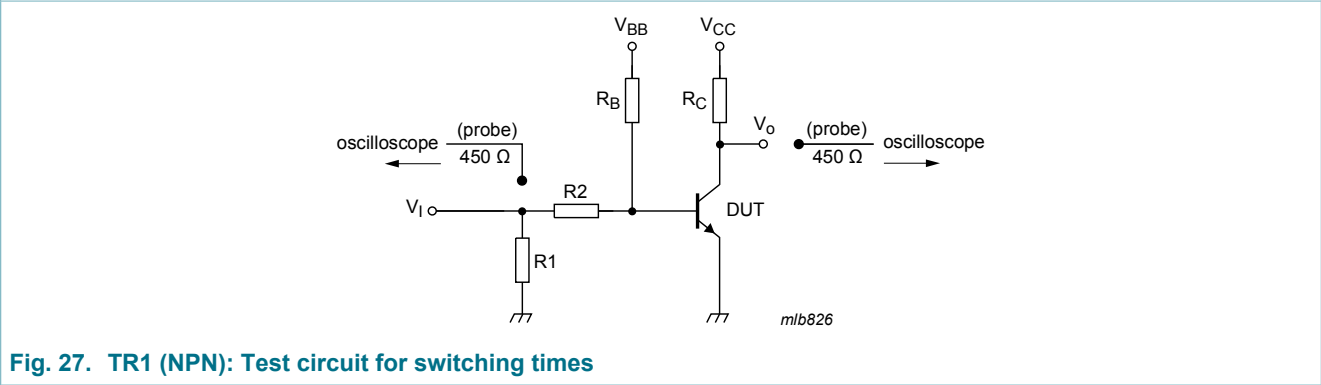 V_BB V_CC
R_B R_C
V_o
oscilloscope (probe) 450 Ω
(probe) 450 Ω oscilloscope
R2
V_I
DUT
R1
mlb826
Fig. 27. TR1 (NPN): Test circuit for switching times